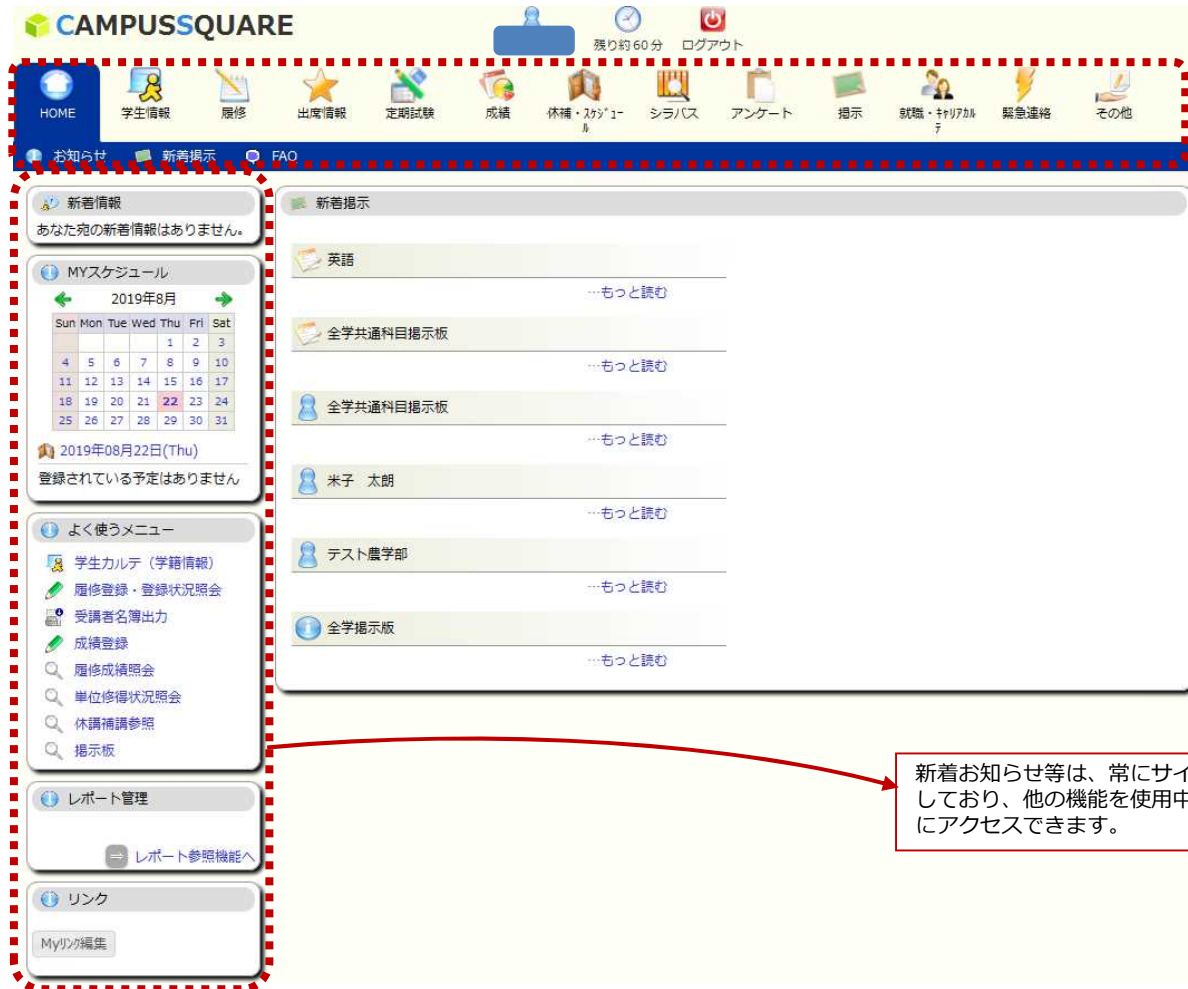 CAMPUSSQUARE
残り約60分 ログアウト
HOME 学生情報 履修 出席情報 定期試験 成績 休補・ｽｹｼﾞｭｰﾙ シラバス アンケート 掲示 就職・ｷｬﾘｱｶﾙﾃ 緊急連絡 その他
お知らせ 新着掲示 FAQ
新着情報
あなた宛の新着情報はありません。
MYスケジュール
2019年8月
Sun Mon Tue Wed Thu Fri Sat
1 2 3
4 5 6 7 8 9 10
11 12 13 14 15 16 17
18 19 20 21 22 23 24
25 26 27 28 29 30 31
2019年08月22日(Thu)
登録されている予定はありません
よく使うメニュー
学生カルテ（学籍情報）
履修登録・登録状況照会
受講者名簿出力
成績登録
履修成績照会
単位修得状況照会
休講補講参照
掲示板
レポート管理
レポート参照機能へ
リンク
Myﾘﾝｸ編集
新着掲示
英語
…もっと読む
全学共通科目掲示板
…もっと読む
全学共通科目掲示板
…もっと読む
米子　太朗
…もっと読む
テスト農学部
…もっと読む
全学掲示版
…もっと読む
新着お知らせ等は、常にサイ
しており、他の機能を使用中
にアクセスできます。